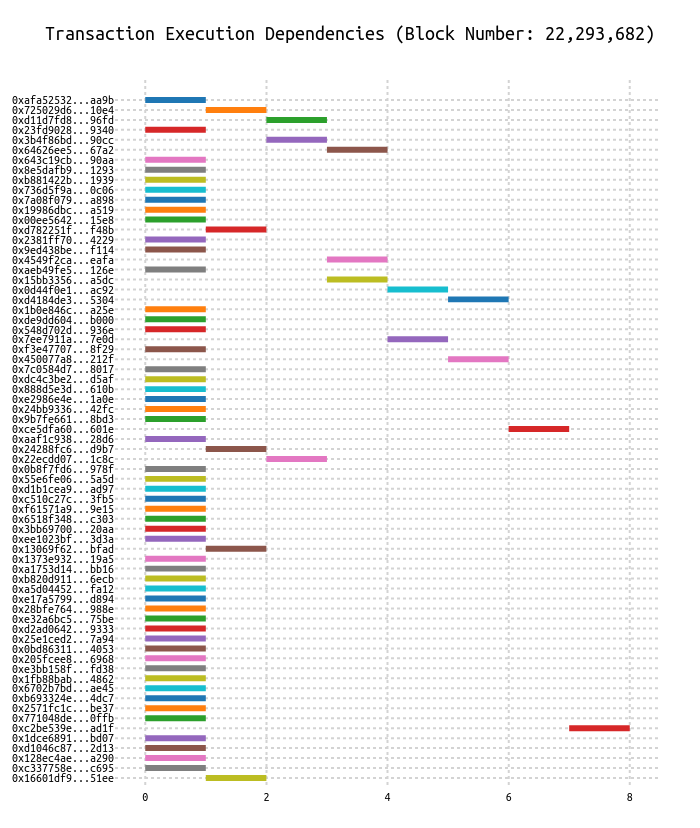 Transaction Execution Dependencies (Block Number: 22,293,682)
0xafa52532...aa9b
0x725029d6...10e4
0xd11d7fd8...96fd
0x23fd9028...9340
0x3b4f86bd...90cc
0x64626ee5...67a2
0x643c19cb...90aa
0x8e5dafb9...1293
0xb881422b...1939
0x736d5f9a...0c06
0x7a08f079...a898
0x19986dbc...a519
0x00ee5642...15e8
0xd782251f...f48b
0x2381ff70...4229
0x9ed438be...f114
0x4549f2ca...eafa
0xaeb49fe5...126e
0x15bb3356...a5dc
0x0d44f0e1...ac92
0xd4184de3...5304
0x1b0e846c...a25e
0xde9dd604...b000
0x548d702d...936e
0x7ee7911a...7e0d
0xf3e47707...8f29
0x450077a8...212f
0x7c0584d7...8017
0xdc4c3be2...d5af
0x888d5e3d...610b
0xe2986e4e...1a0e
0x24bb9336...42fc
0x9b7fe661...8bd3
0xce5dfa60...601e
0xaaf1c938...28d6
0x24288fc6...d9b7
0x22ecdd07...1c8c
0x0b8f7fd6...978f
0x55e6fe06...5a5d
0xd1b1cea9...ad97
0xc510c27c...3fb5
0xf61571a9...9e15
0x6518f348...c303
0x3bb69700...20aa
0xee1023bf...3d3a
0x13069f62...bfad
0x1373e932...19a5
0xa1753d14...bb16
0xb820d911...6ecb
0xa5d04452...fa12
0xe17a5799...d894
0x28bfe764...988e
0xe32a6bc5...75be
0xd2ad0642...9333
0x25e1ced2...7a94
0x0bd86311...4053
0x205fcee8...6968
0xe3bb158f...fd38
0x1fb88bab...4862
0x6702b7bd...ae45
0xb693324e...4dc7
0x2571fc1c...be37
0x771048de...0ffb
0xc2be539e...ad1f
0x1dce6891...bd07
0xd1046c87...2d13
0x128ec4ae...a290
0xc337758e...c695
0x16601df9...51ee
0 2 4 6 8